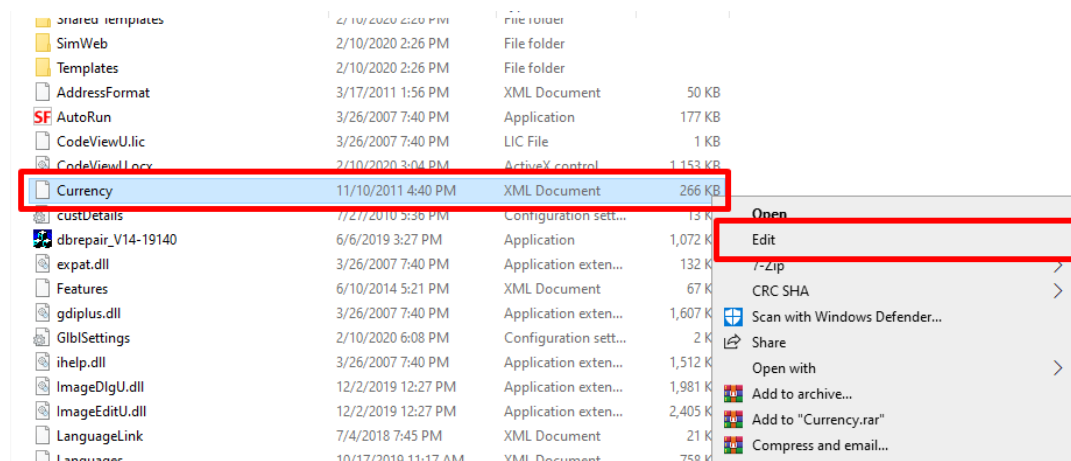 Shared Templates 2/10/2020 2:26 PM File folder
SimWeb 2/10/2020 2:26 PM File folder
Templates 2/10/2020 2:26 PM File folder
AddressFormat 3/17/2011 1:56 PM XML Document 50 KB
SF AutoRun 3/26/2007 7:40 PM Application 177 KB
CodeViewU.lic 3/26/2007 7:40 PM LIC File 1 KB
CodeViewU.ocx 2/10/2020 3:04 PM ActiveX control 1,153 KB
Currency 11/10/2011 4:40 PM XML Document 266 KB
custDetails 7/27/2010 5:36 PM Configuration sett... 13 K
dbrepair_V14-19140 6/6/2019 3:27 PM Application 1,072 K
expat.dll 3/26/2007 7:40 PM Application exten... 132 K
Features 6/10/2014 5:21 PM XML Document 67 K
gdiplus.dll 3/26/2007 7:40 PM Application exten... 1,607 K
GlblSettings 2/10/2020 6:08 PM Configuration sett... 2 K
ihelp.dll 3/26/2007 7:40 PM Application exten... 1,512 K
ImageDlgU.dll 12/2/2019 12:27 PM Application exten... 1,981 K
ImageEditU.dll 12/2/2019 12:27 PM Application exten... 2,405 K
LanguageLink 7/4/2018 7:45 PM XML Document 21 K
Languages 10/17/2019 11:17 AM XML Document 758 K
Open
Edit
7-Zip
CRC SHA
Scan with Windows Defender...
Share
Open with
Add to archive...
Add to "Currency.rar"
Compress and email...